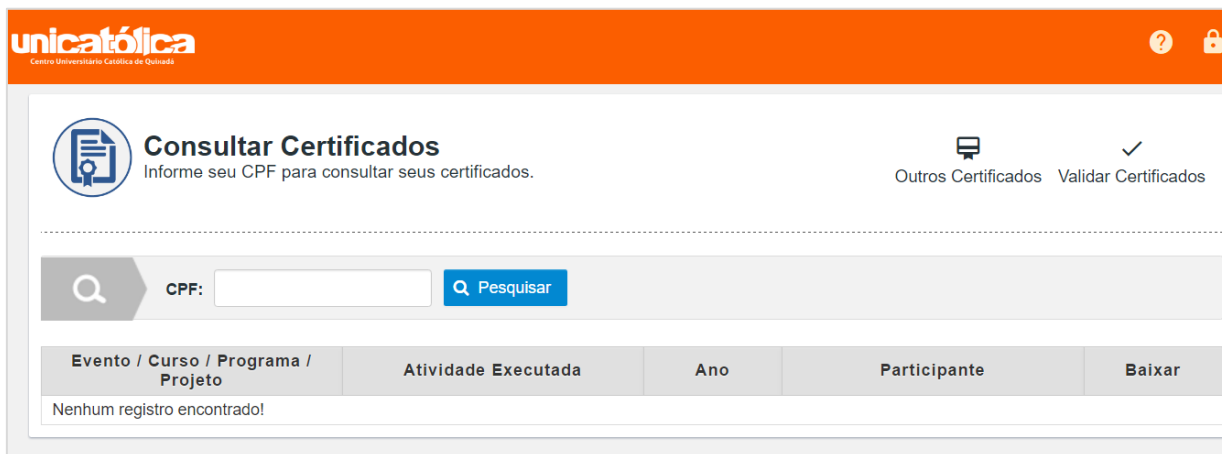 unicatólica
Centro Universitário Católica de Quixadá
Consultar Certificados
Informe seu CPF para consultar seus certificados.
Outros Certificados
Validar Certificados
CPF:
Pesquisar
Evento / Curso / Programa /
Projeto
Atividade Executada
Ano
Participante
Baixar
Nenhum registro encontrado!